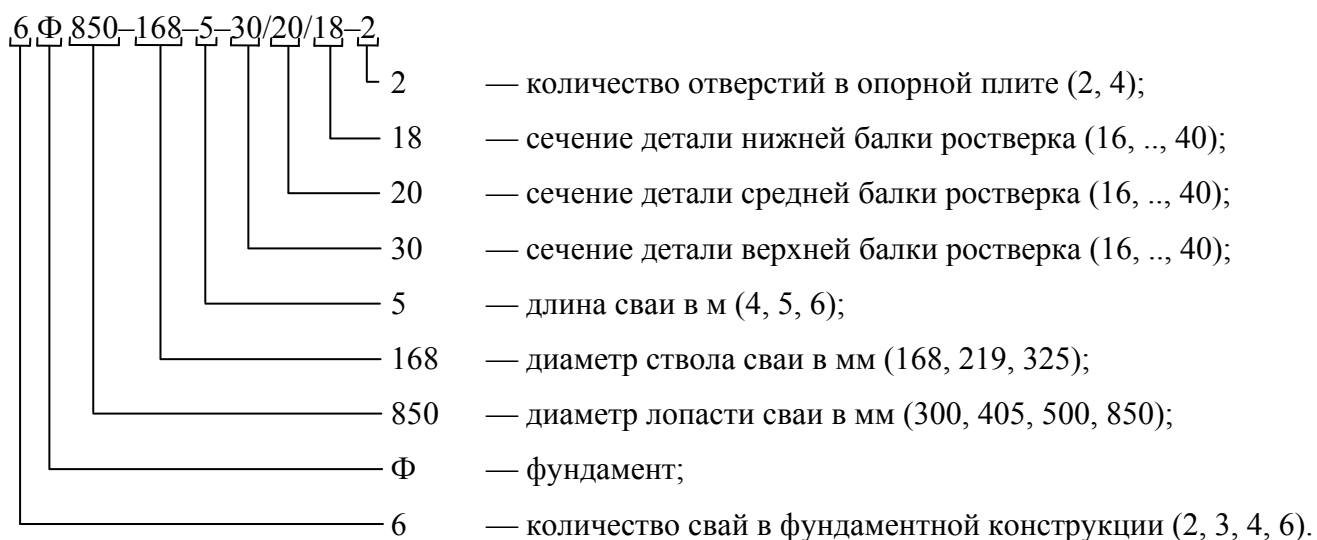 6 Ф 850–168–5–30/20/18–2
2 — количество отверстий в опорной плите (2, 4);
18 — сечение детали нижней балки ростверка (16, .., 40);
20 — сечение детали средней балки ростверка (16, .., 40);
30 — сечение детали верхней балки ростверка (16, .., 40);
5 — длина сваи в м (4, 5, 6);
168 — диаметр ствола сваи в мм (168, 219, 325);
850 — диаметр лопасти сваи в мм (300, 405, 500, 850);
Ф — фундамент;
6 — количество свай в фундаментной конструкции (2, 3, 4, 6).